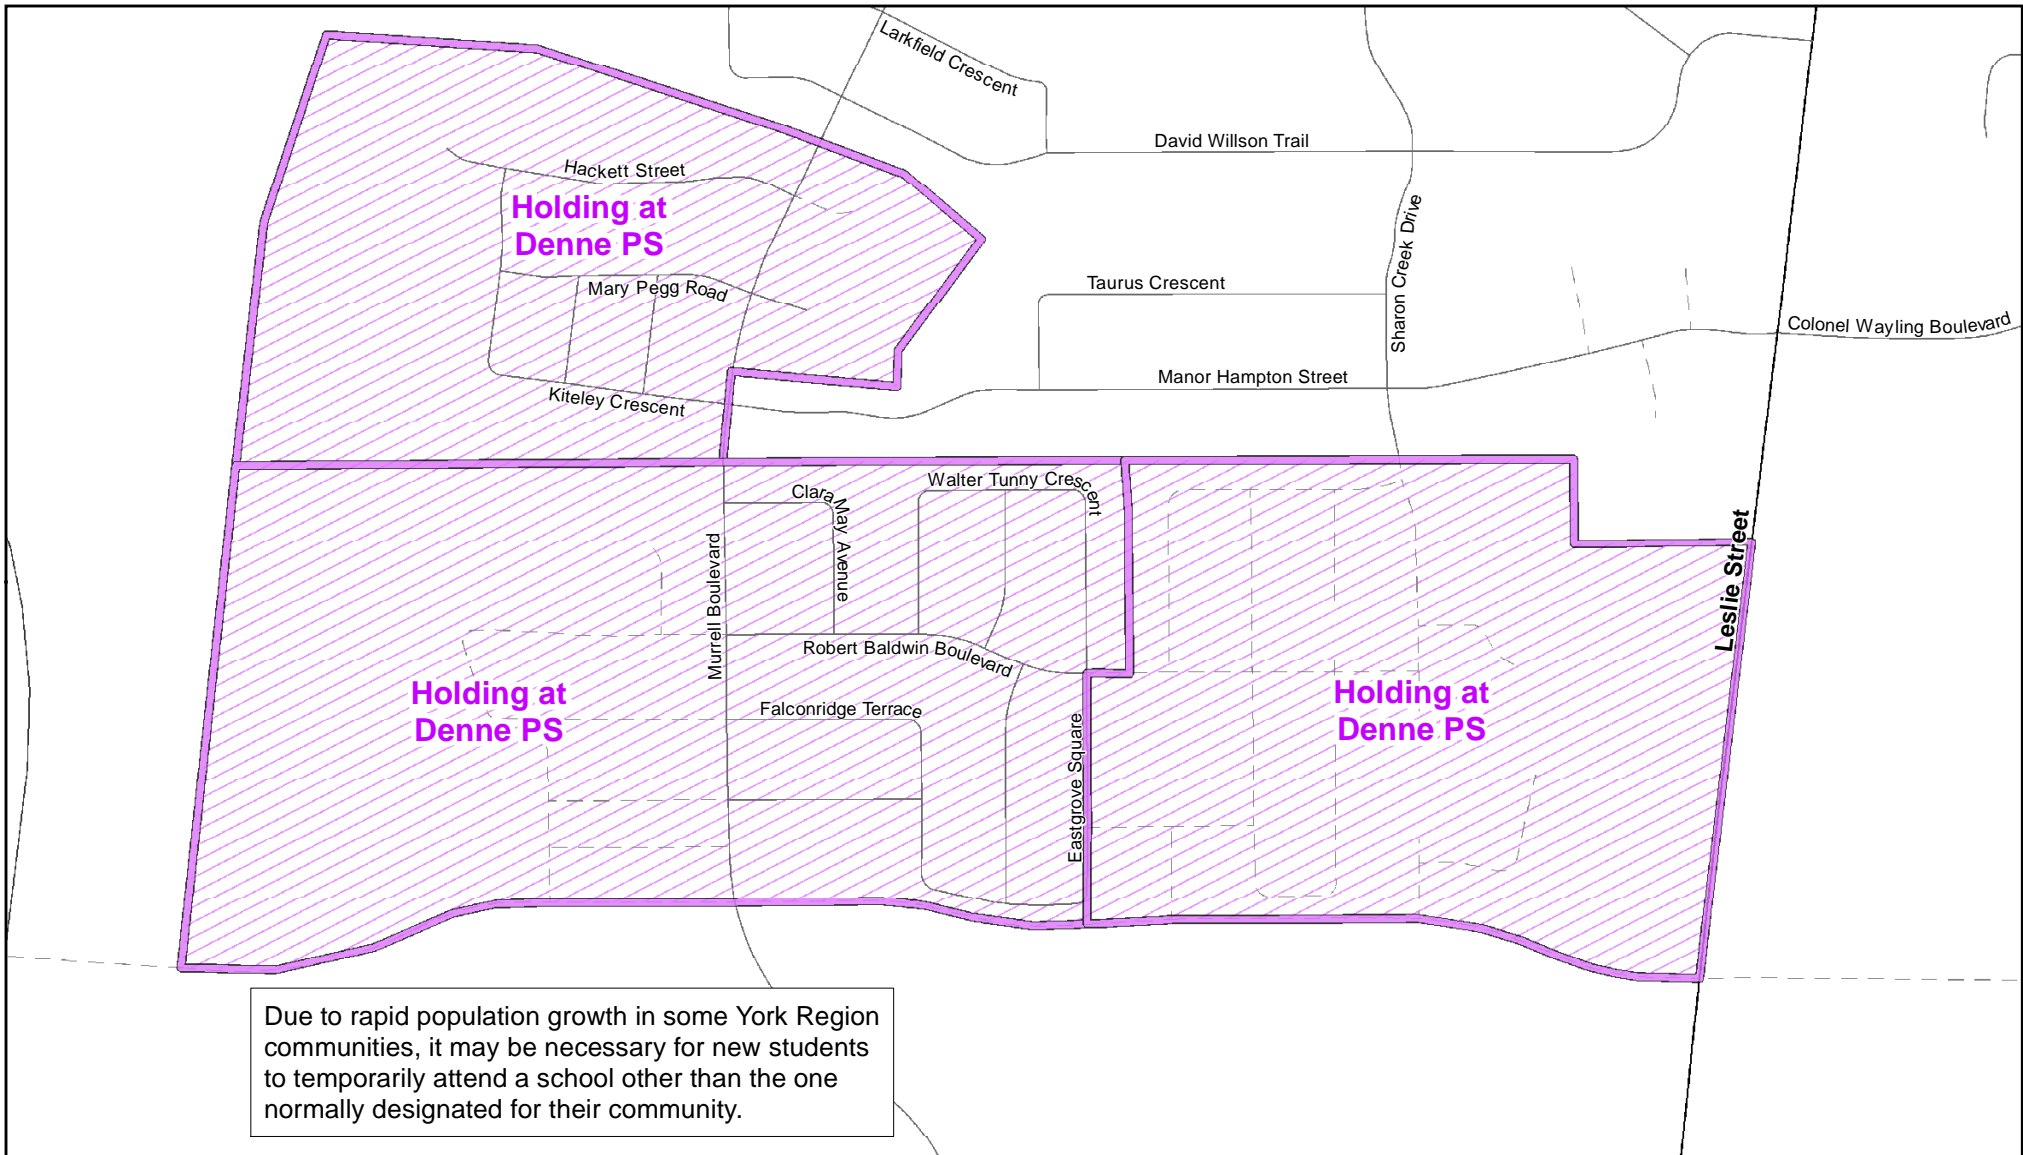 Larkfield Crescent
David Willson Trail
Hackett Street
Holding at
Denne PS
Sharon Creek Drive
Taurus Crescent
Mary Pegg Road
Colonel Wayling Boulevard
Manor Hampton Street
Kiteley Crescent
Walter Tunny Crescent
Clara May Avenue
Leslie Street
Murrell Boulevard
Robert Baldwin Boulevard
Holding at
Denne PS
Holding at
Denne PS
Falconridge Terrace
Eastgrove Square
Due to rapid population growth in some York Region
communities, it may be necessary for new students
to temporarily attend a school other than the one
normally designated for their community.